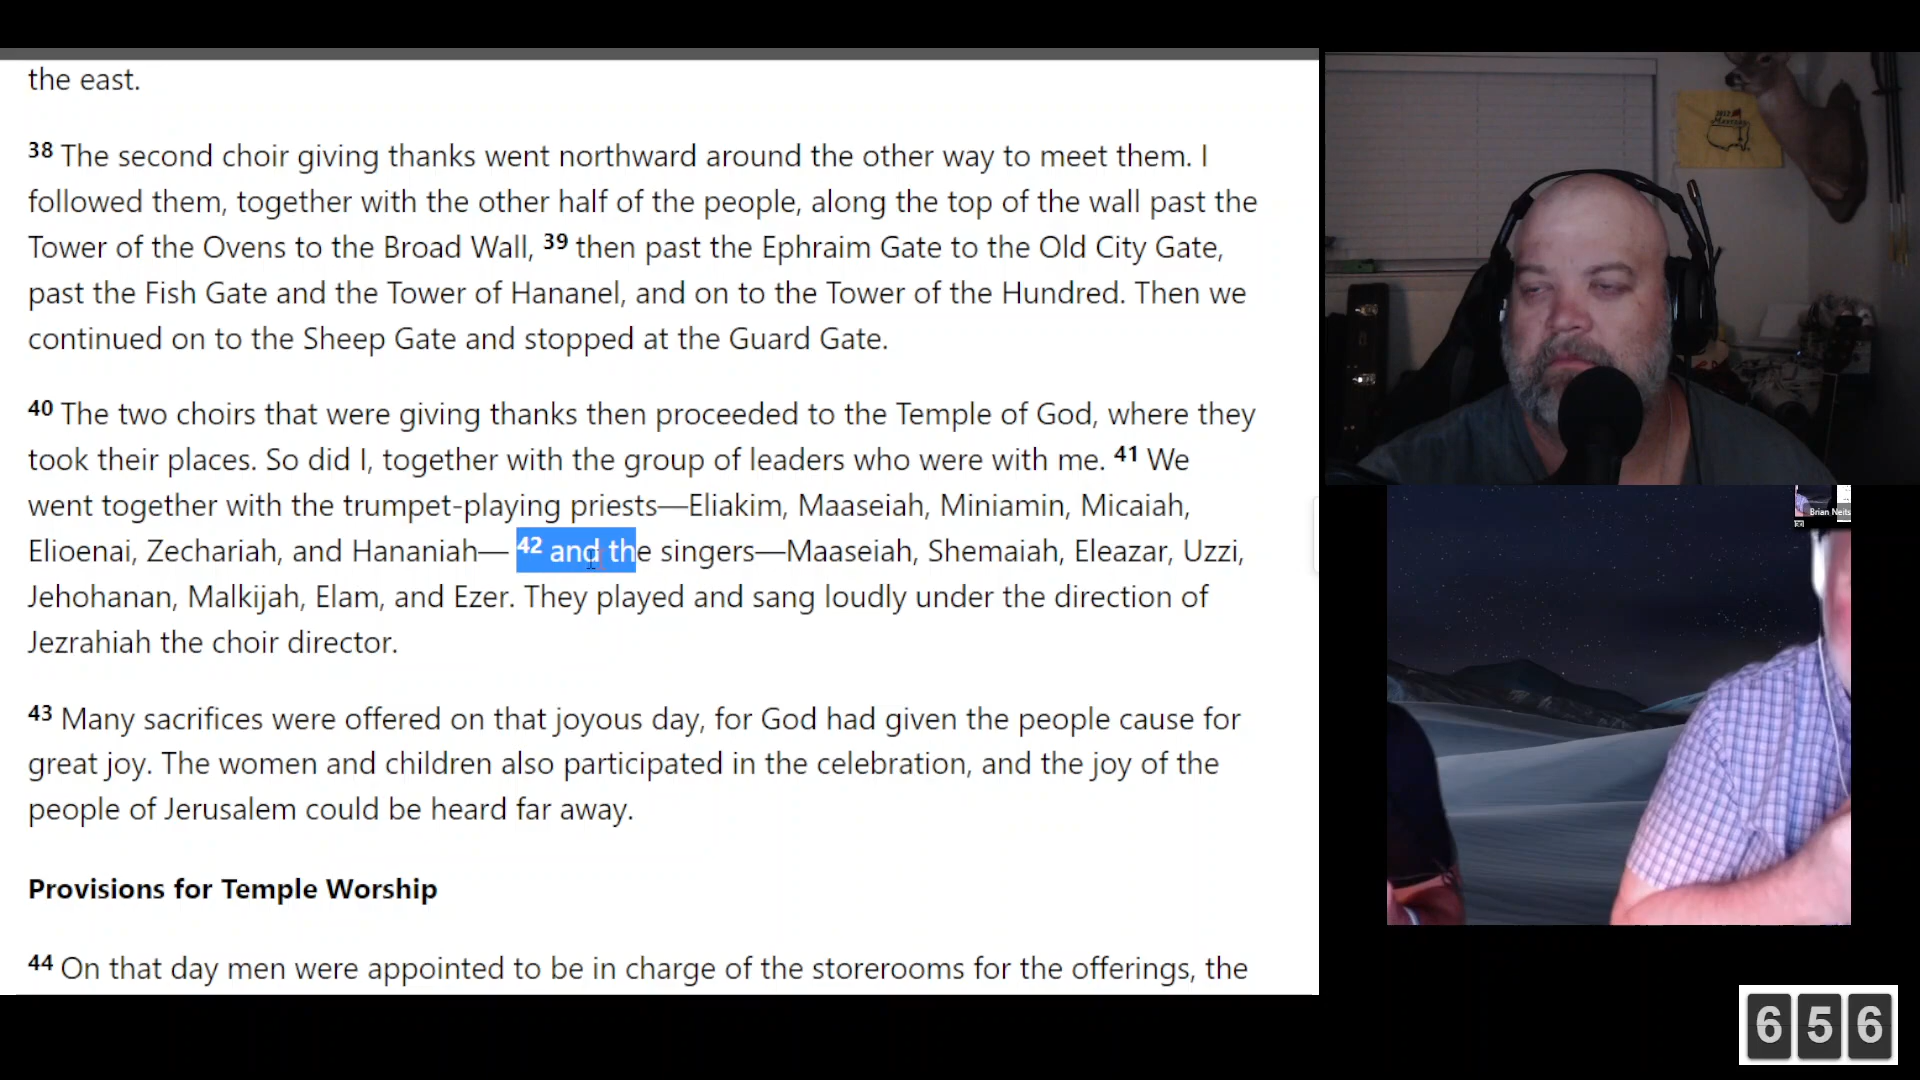 the east.
38 The second choir giving thanks went northward around the other way to meet them. I
followed them, together with the other half of the people, along the top of the wall past the
Tower of the Ovens to the Broad Wall, 39 then past the Ephraim Gate to the Old City Gate,
past the Fish Gate and the Tower of Hananel, and on to the Tower of the Hundred. Then we
continued on to the Sheep Gate and stopped at the Guard Gate.
40 The two choirs that were giving thanks then proceeded to the Temple of God, where they
took their places. So did I, together with the group of leaders who were with me. 41 We
went together with the trumpet-playing priests—Eliakim, Maaseiah, Miniamin, Micaiah,
Elioenai, Zechariah, and Hananiah— 42 and the singers—Maaseiah, Shemaiah, Eleazar, Uzzi,
Jehohanan, Malkijah, Elam, and Ezer. They played and sang loudly under the direction of
Jezrahiah the choir director.
43 Many sacrifices were offered on that joyous day, for God had given the people cause for
great joy. The women and children also participated in the celebration, and the joy of the
people of Jerusalem could be heard far away.
Provisions for Temple Worship
44 On that day men were appointed to be in charge of the storerooms for the offerings, the
Masters
Brian Neits
656